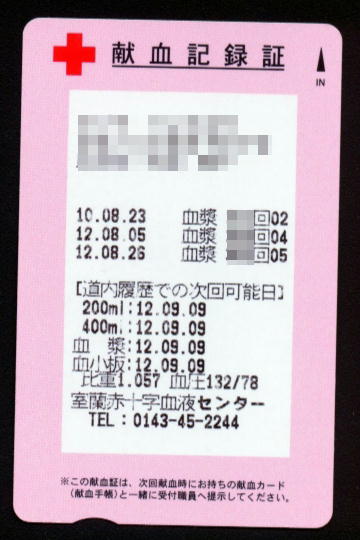 献血記録証
IN
10.08.23 血漿 回02
12.08.05 血漿 回04
12.08.26 血漿 回05
[道内履歴での次回可能日]
200ml:12.09.09
400ml:12.09.09
血 漿:12.09.09
血小板:12.09.09
比重1.057 血圧132/78
室蘭赤十字血液センター
TEL:0143-45-2244
※この献血証は、次回献血時にお持ちの献血カード
(献血手帳)と一緒に受付職員へ提示してください。